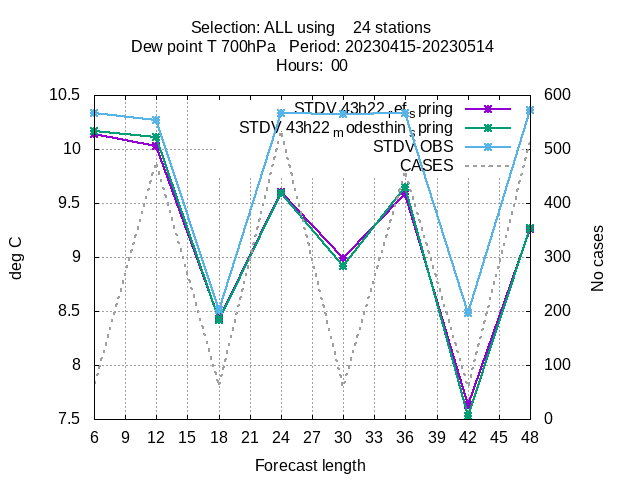 Selection: ALL using    24 stations
Dew point T 700hPa   Period: 20230415-20230514
Hours:  00
STDV 43h22ref_spring
STDV 43h22modesthinspring
STDV OBS
CASES
10.5
10
9.5
9
8.5
8
7.5
600
500
400
300
200
100
0
deg C
No cases
6 9 12 15 18 21 24 27 30 33 36 39 42 45 48
Forecast length